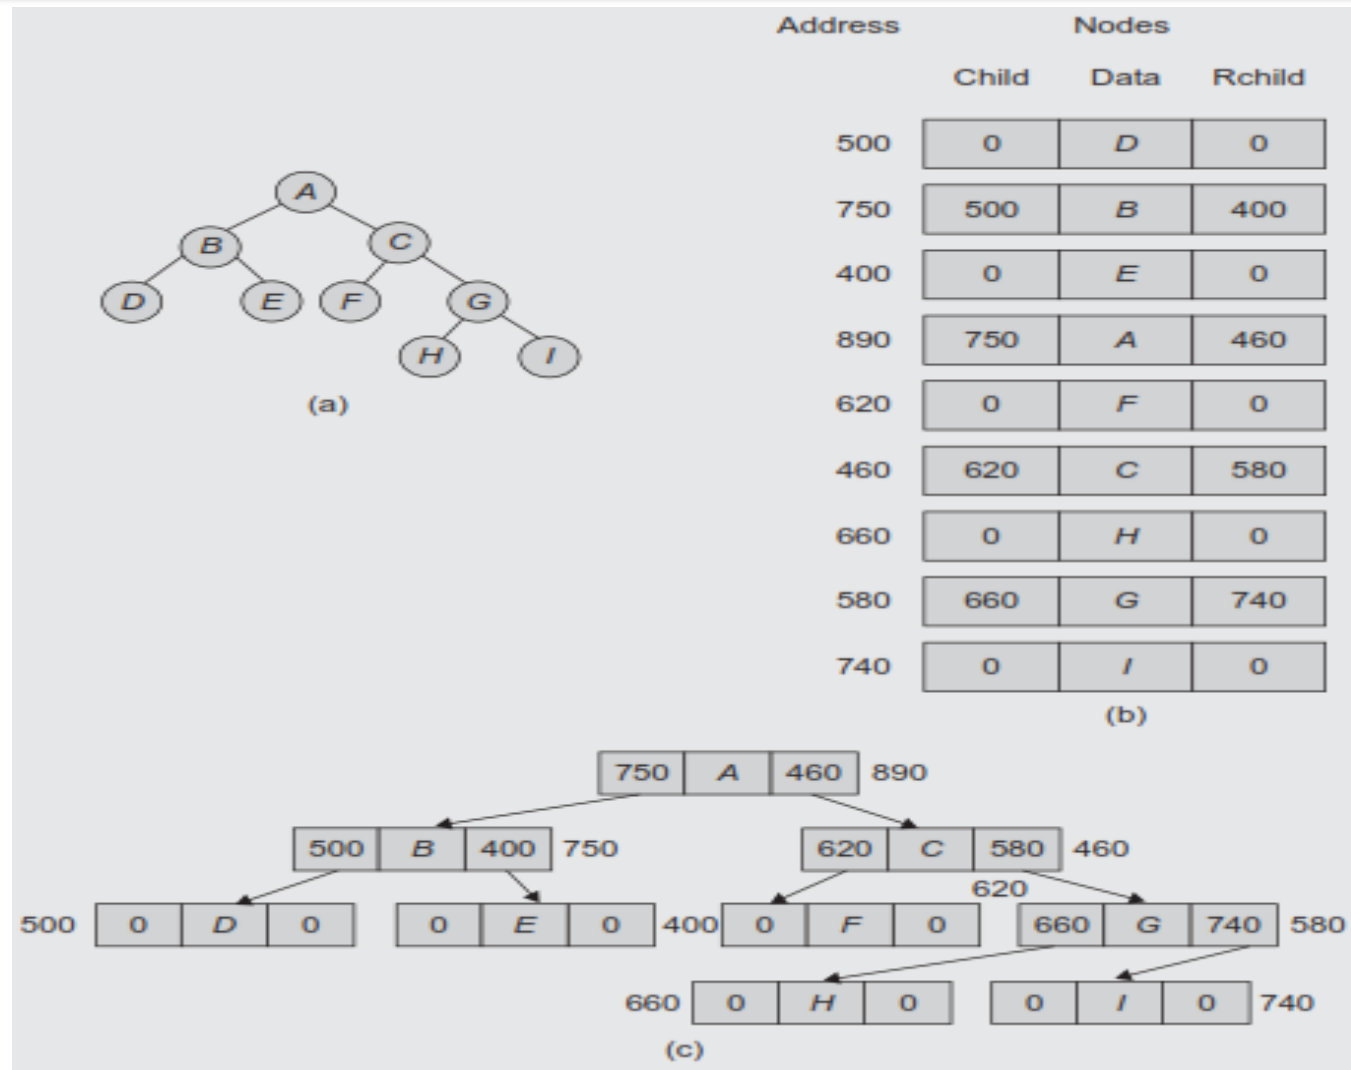 Address Nodes
Child Data Rchild
500 0 D 0
750 500 B 400
400 0 E 0
890 750 A 460
620 0 F 0
460 620 C 580
660 0 H 0
580 660 G 740
740 0 I 0
(b)
A
B C
D E F G
H I
(a)
750 A 460 890
500 B 400 750 620 C 580 460
620
500 0 D 0 0 E 0 400 0 F 0 660 G 740 580
660 0 H 0 0 I 0 740
(c)